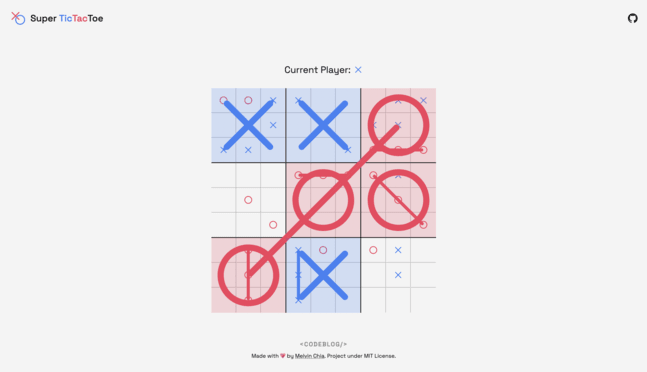 Super TicTacToe
Current Player:
<CODEBLOG/>
Made with by Melvin Chia. Project under MIT License.